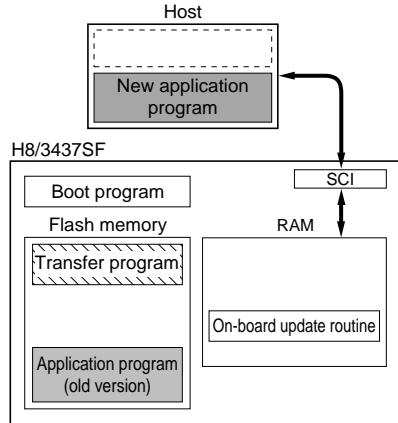 Host
New application
program
H8/3437SF
SCI
Boot program
Flash memory
RAM
Transfer program
On-board update routine
Application program
(old version)